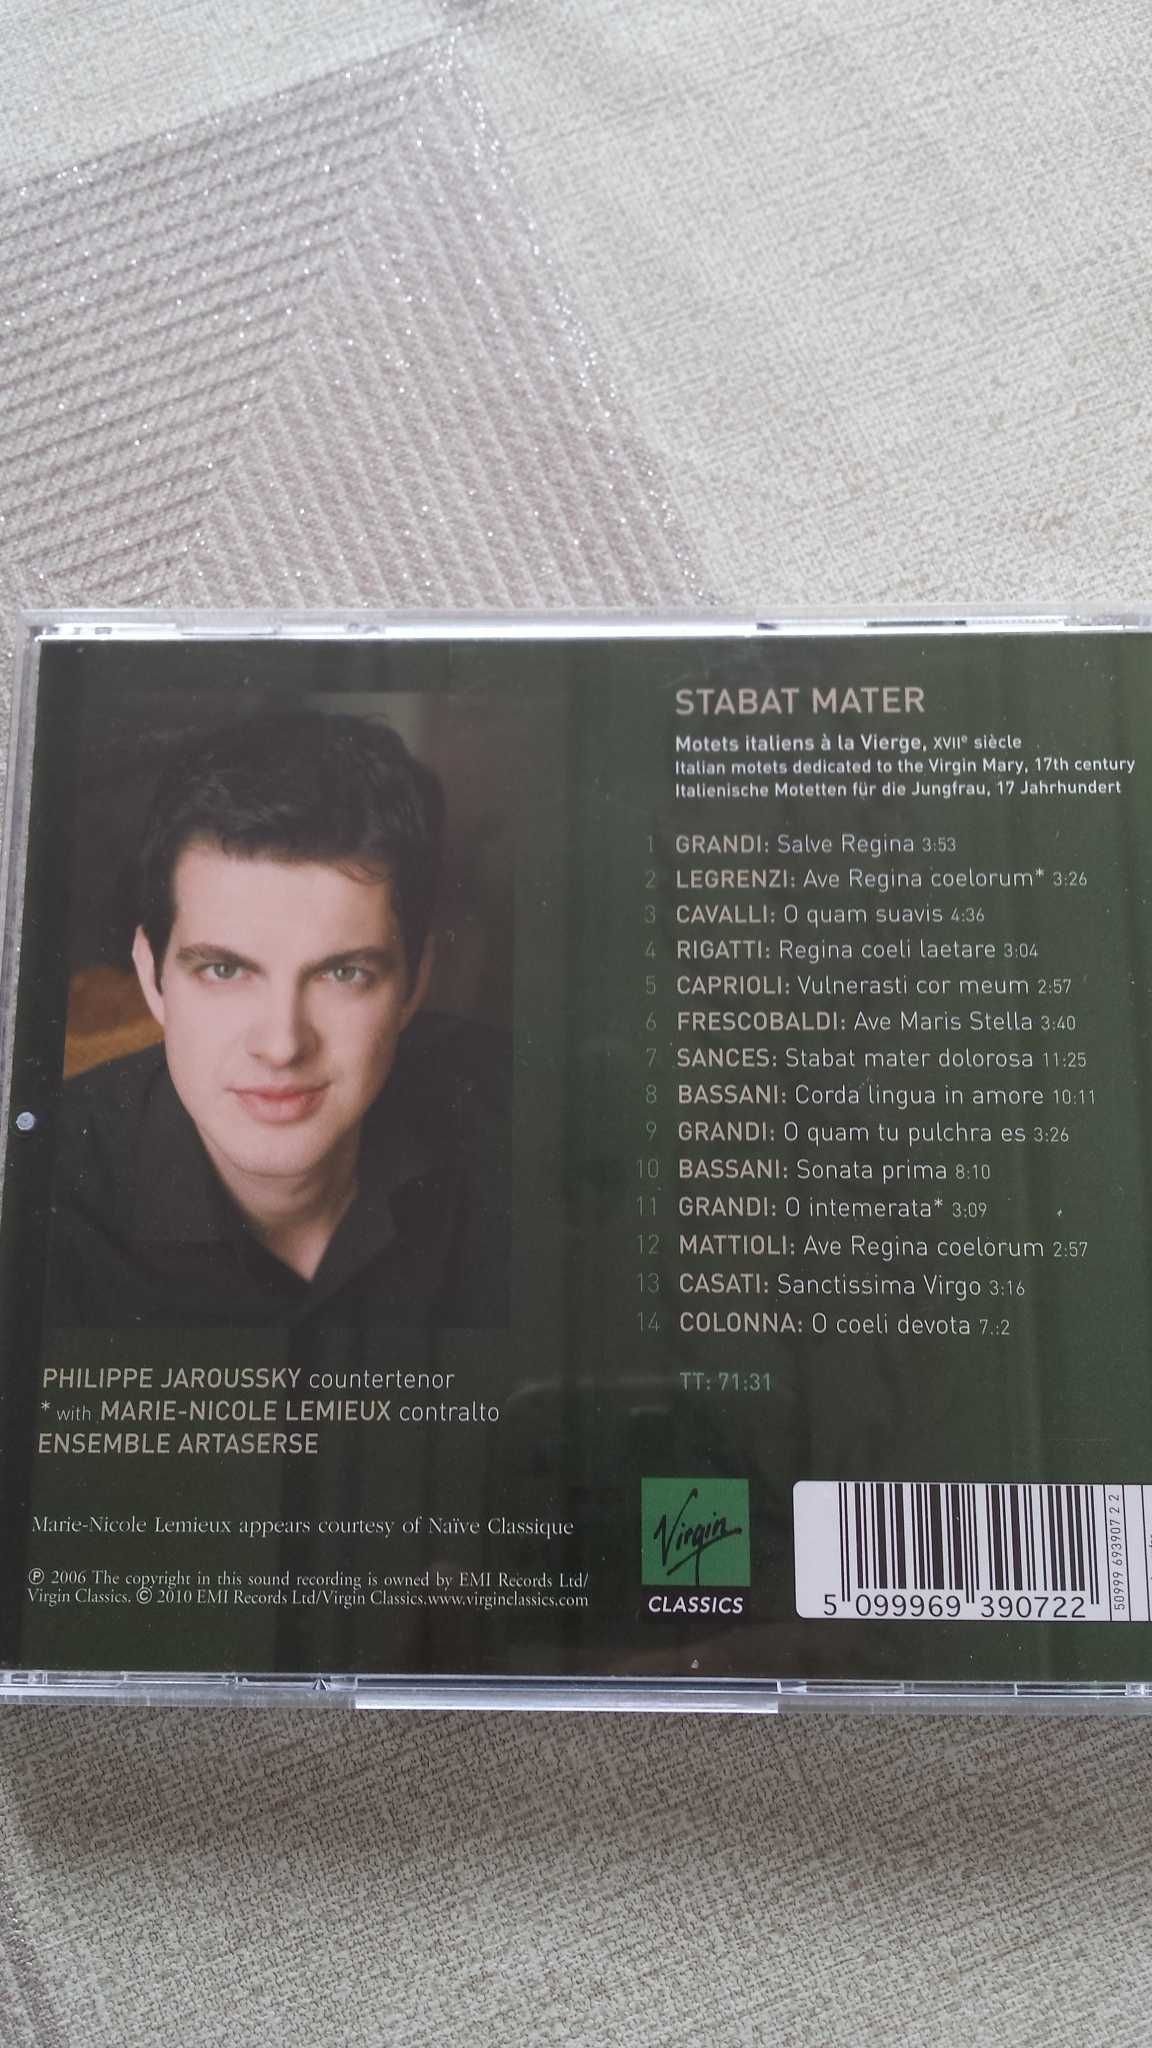 STABAT MATER
Motets italiens à la Vierge, XVIIe siècle
Italian motets dedicated to the Virgin Mary, 17th century
Italienische Motetten für die Jungfrau, 17 Jahrhundert
1 GRANDI: Salve Regina 3:53
2 LEGRENZI: Ave Regina coelorum* 3:26
3 CAVALLI: O quam suavis 4:36
4 RIGATTI: Regina coeli laetare 3:04
5 CAPRIOLI: Vulnerasti cor meum 2:57
6 FRESCOBALDI: Ave Maris Stella 3:40
7 SANCES: Stabat mater dolorosa 11:25
8 BASSANI: Corda lingua in amore 10:11
9 GRANDI: O quam tu pulchra es 3:26
10 BASSANI: Sonata prima 8:10
11 GRANDI: O intemerata* 3:09
12 MATTIOLI: Ave Regina coelorum 2:57
13 CASATI: Sanctissima Virgo 3:16
14 COLONNA: O coeli devota 7.:2
TT: 71:31
PHILIPPE JAROUSSKY countertenor
* with MARIE-NICOLE LEMIEUX contralto
ENSEMBLE ARTASERSE
Marie-Nicole Lemieux appears courtesy of Naïve Classique
℗ 2006 The copyright in this sound recording is owned by EMI Records Ltd/
Virgin Classics. © 2010 EMI Records Ltd/Virgin Classics.www.virginclassics.com
Virgin
CLASSICS
5 099969 390722
50999 693907 2 2